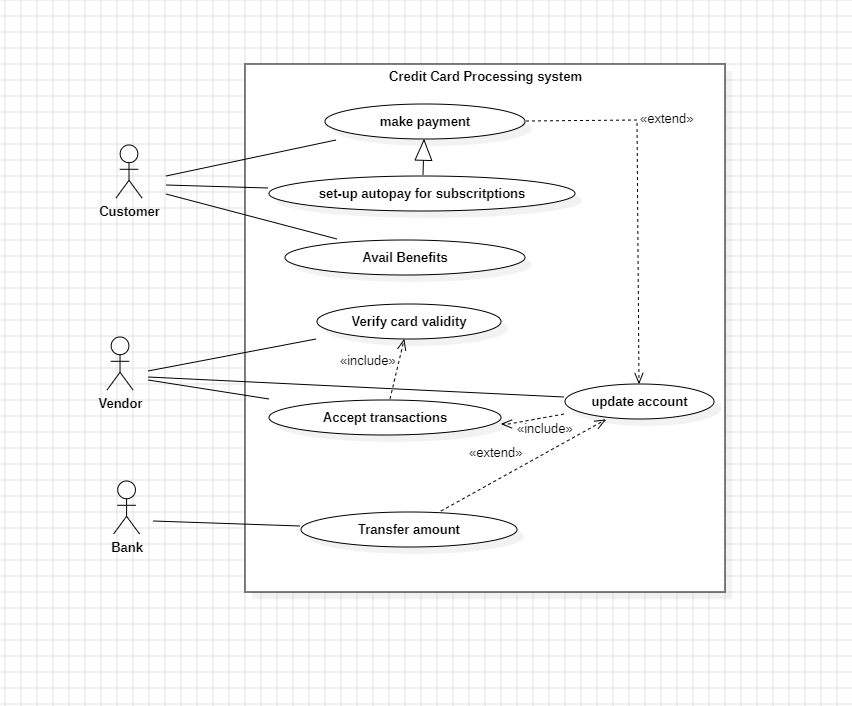 Credit Card Processing system
make payment
«extend»
set-up autopay for subscritptions
Customer
Avail Benefits
Verify card validity
«include»
Vendor
update account
Accept transactions
«include»
«extend»
Transfer amount
Bank